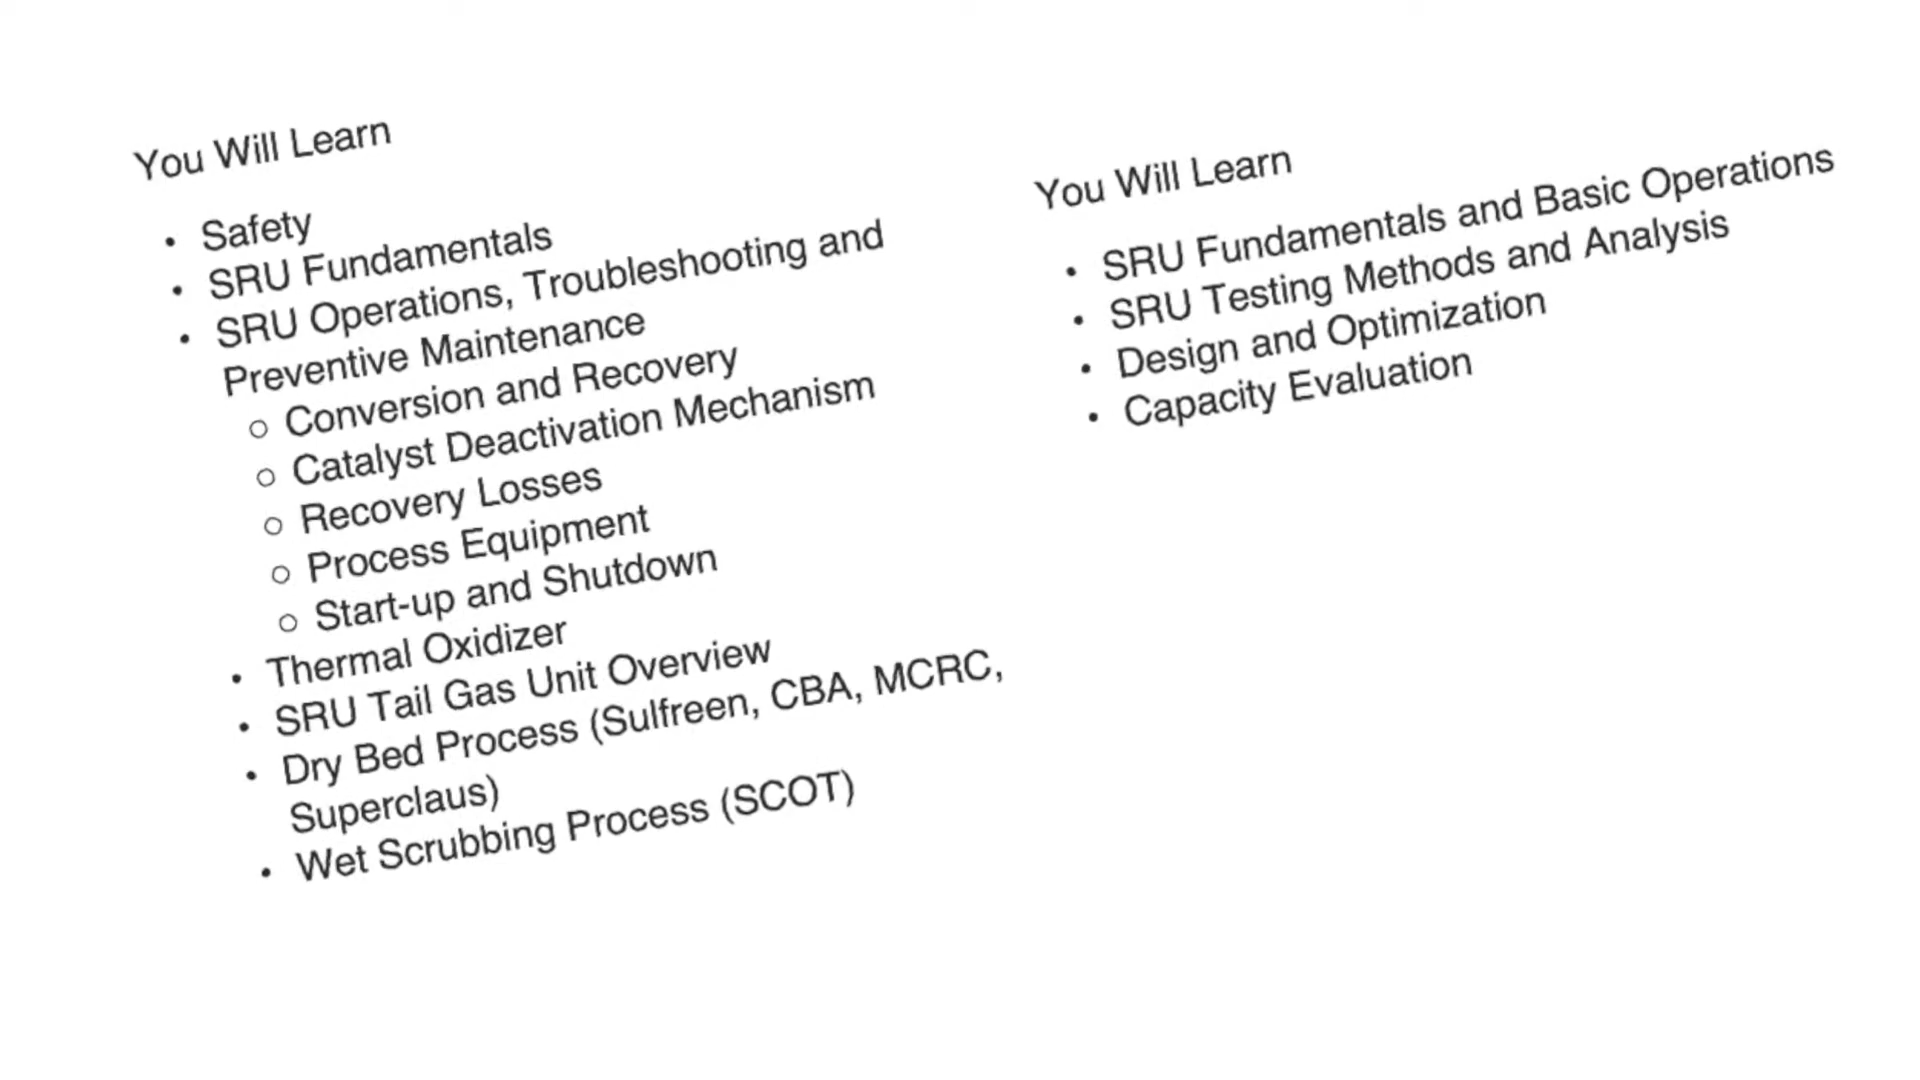 You Will Learn
• Safety
• SRU Fundamentals
• SRU Operations, Troubleshooting and
Preventive Maintenance
○ Conversion and Recovery
○ Catalyst Deactivation Mechanism
○ Recovery Losses
○ Process Equipment
○ Start-up and Shutdown
• Thermal Oxidizer
• SRU Tail Gas Unit Overview
• Dry Bed Process (Sulfreen, CBA, MCRC,
Superclaus)
• Wet Scrubbing Process (SCOT)
You Will Learn
• SRU Fundamentals and Basic Operations
• SRU Testing Methods and Analysis
• Design and Optimization
• Capacity Evaluation